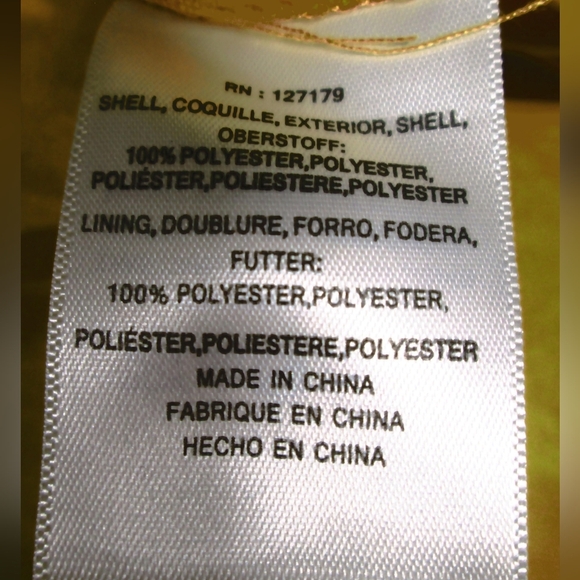 RN : 127179
SHELL, COQUILLE, EXTERIOR, SHELL,
OBERSTOFF:
100% POLYESTER,POLYESTER,
POLIÉSTER,POLIESTERE,POLYESTER
LINING, DOUBLURE, FORRO, FODERA,
FUTTER:
100% POLYESTER,POLYESTER,
POLIÉSTER,POLIESTERE,POLYESTER
MADE IN CHINA
FABRIQUE EN CHINA
HECHO EN CHINA